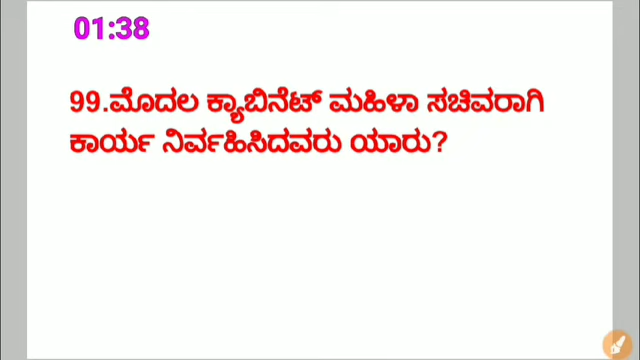 01:38
99.ಮೊದಲ ಕ್ಯಾಬಿನೆಟ್ ಮಹಿಳಾ ಸಚಿವರಾಗಿ
ಕಾರ್ಯ ನಿರ್ವಹಿಸಿದವರು ಯಾರು?